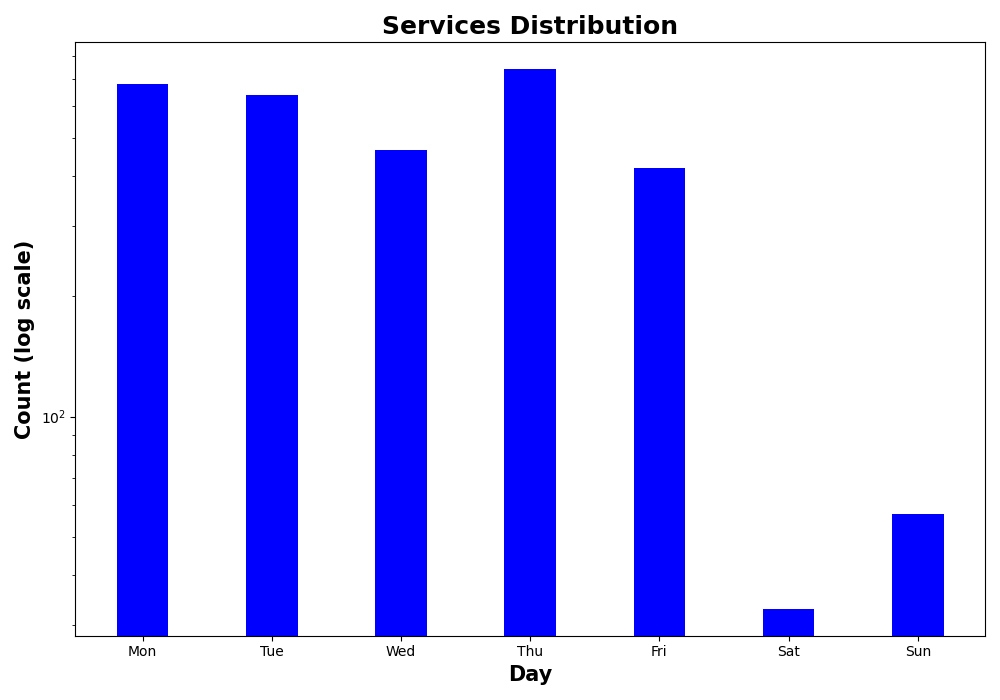 Services Distribution
Count (log scale)
10²
Mon Tue Wed Thu Fri Sat Sun
Day